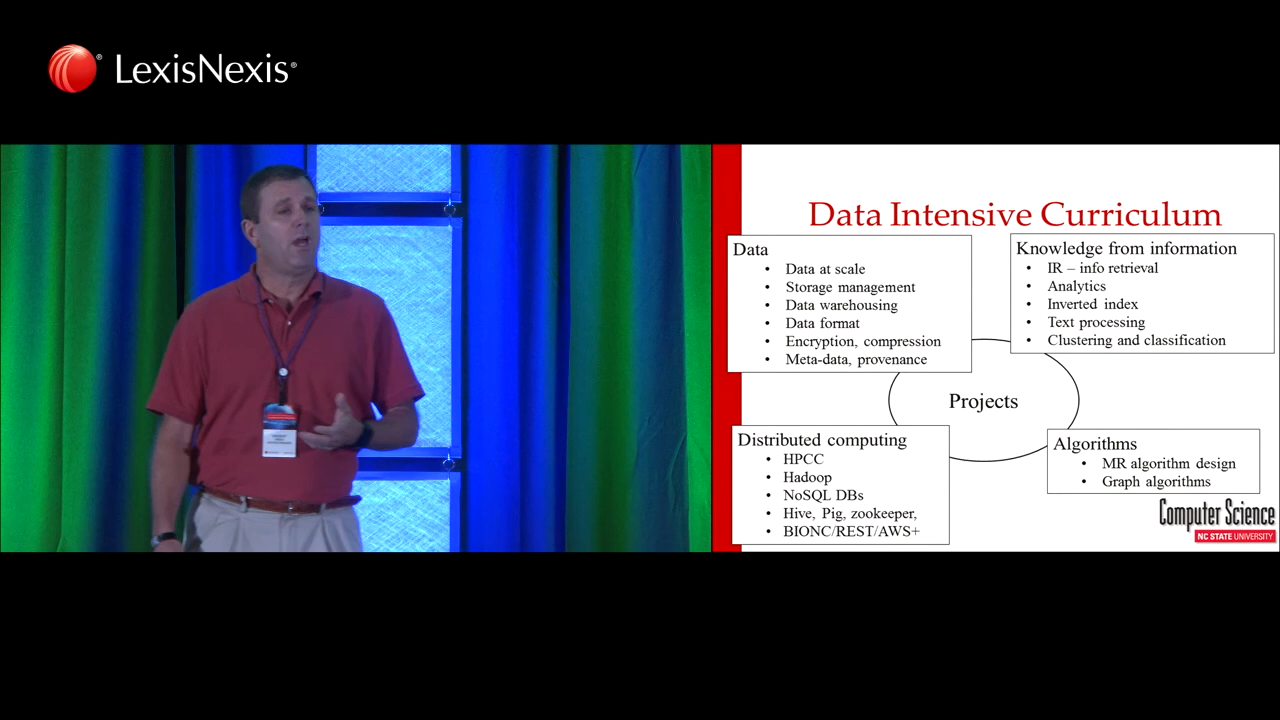 LexisNexis®
Data Intensive Curriculum
Data
• Data at scale
• Storage management
• Data warehousing
• Data format
• Encryption, compression
• Meta-data, provenance
Knowledge from information
• IR – info retrieval
• Analytics
• Inverted index
• Text processing
• Clustering and classification
Projects
Distributed computing
• HPCC
• Hadoop
• NoSQL DBs
• Hive, Pig, zookeeper,
• BIONC/REST/AWS+
Algorithms
• MR algorithm design
• Graph algorithms
Computer Science
NC STATE UNIVERSITY